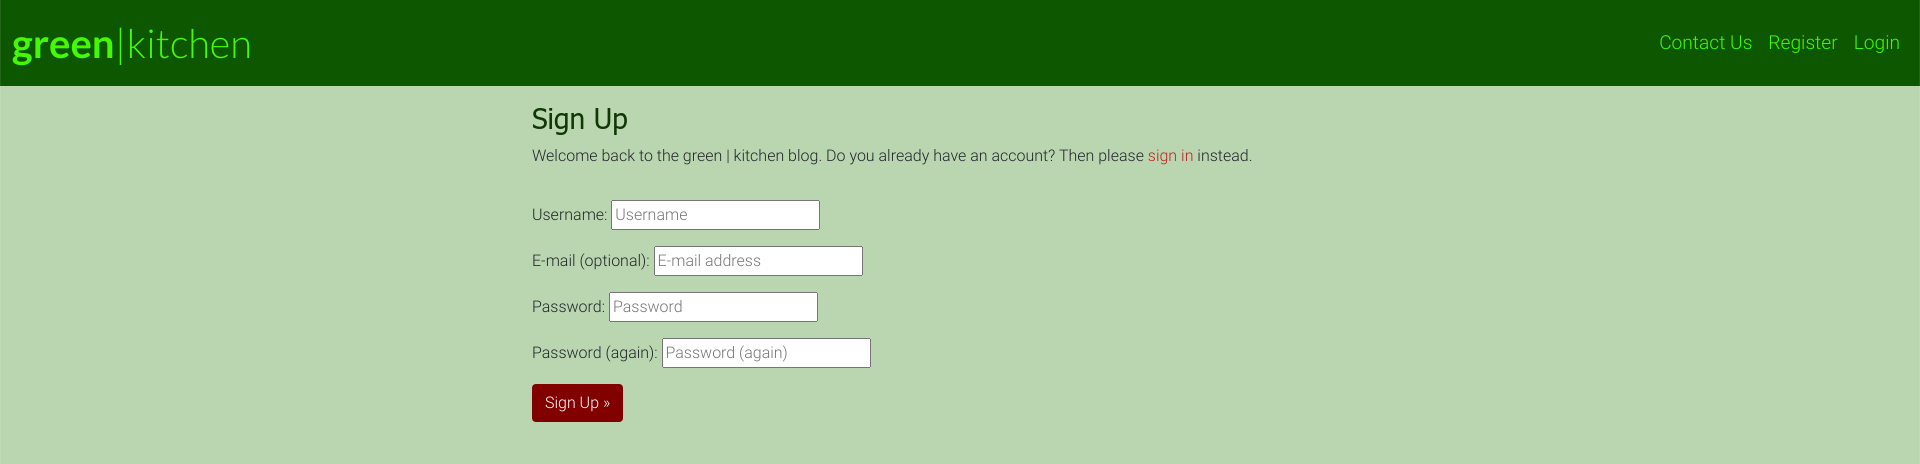 green|kitchen
Contact Us Register Login
Sign Up
Welcome back to the green | kitchen blog. Do you already have an account? Then please sign in instead.
Username: Username
E-mail (optional): E-mail address
Password: Password
Password (again): Password (again)
Sign Up »